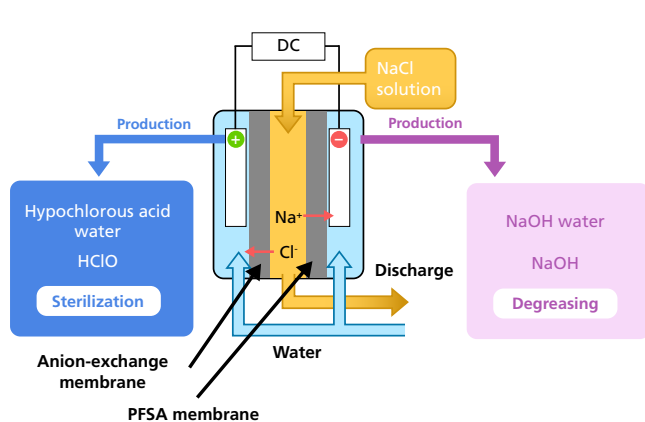 DC
NaCl
solution
Production
Production
+
−
Hypochlorous acid
water
HClO
Sterilization
Na⁺
Cl⁻
NaOH water
NaOH
Degreasing
Discharge
Water
Anion-exchange
membrane
PFSA membrane